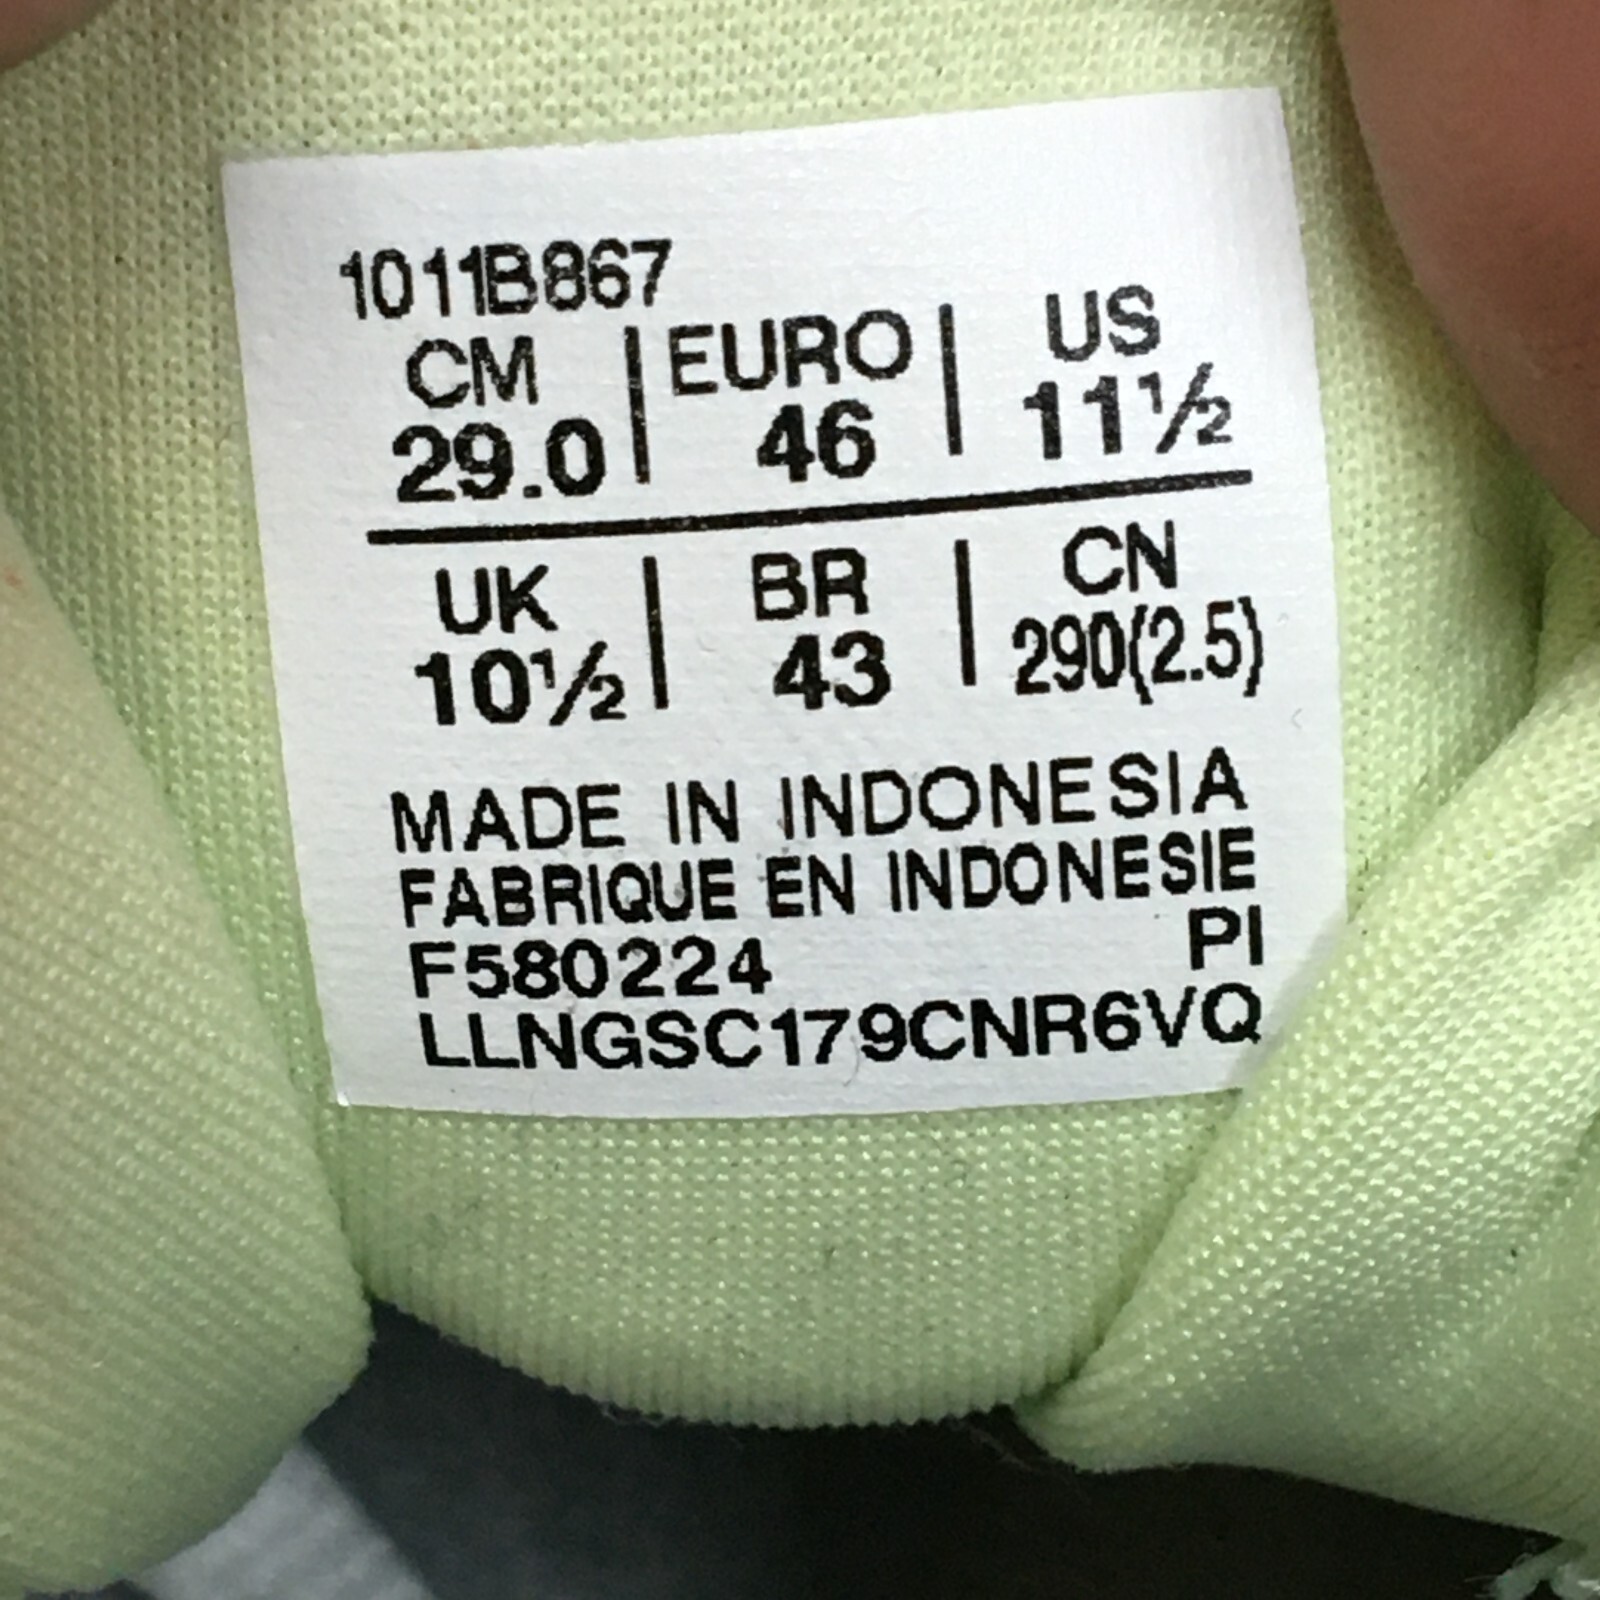 1011B867
CM | EURO | US
29.0 | 46 | 11½
UK | BR | CN
10½ | 43 | 290(2.5)
MADE IN INDONESIA
FABRIQUE EN INDONESIE
F580224 PI
LLNGSC179CNR6VQ